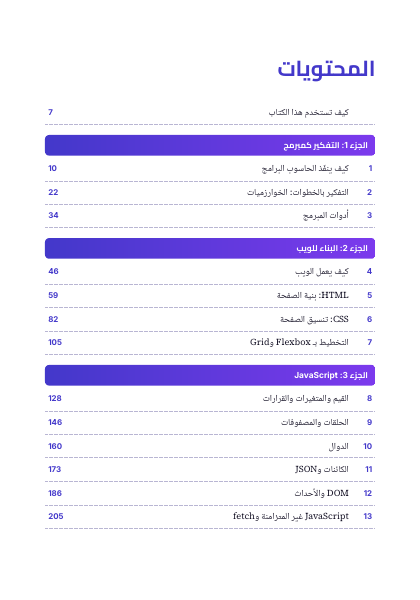 المحتويات
كيف تستخدم هذا الكتاب 7
الجزء 1: التفكير كمبرمج
1 كيف ينفّذ الحاسوب البرامج 10
2 التفكير بالخطوات: الخوارزميات 22
3 أدوات المبرمج 34
الجزء 2: البناء للويب
4 كيف يعمل الويب 46
5 HTML: بنية الصفحة 59
6 CSS: تنسيق الصفحة 82
7 التخطيط بـ Flexbox وGrid 105
الجزء 3: JavaScript
8 القيم والمتغيرات والقرارات 128
9 الحلقات والمصفوفات 146
10 الدوال 160
11 الكائنات وJSON 173
12 DOM والأحداث 186
13 JavaScript غير المتزامنة وfetch 205